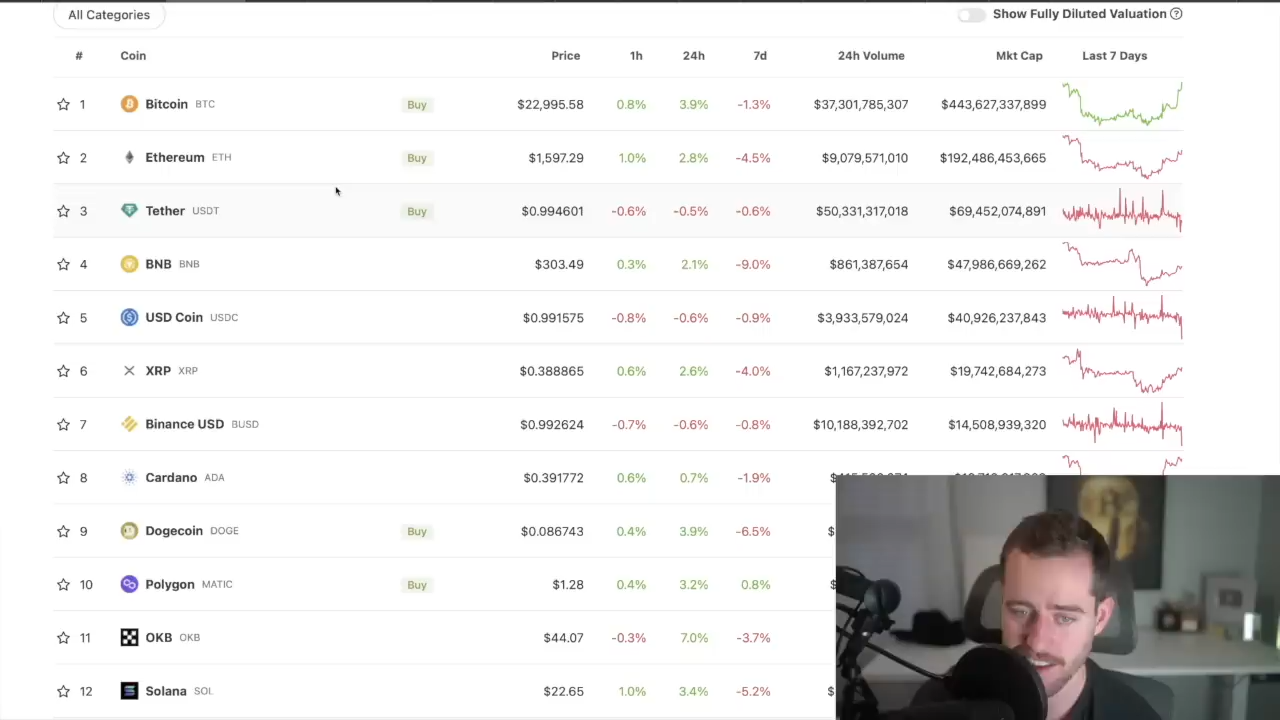 All Categories Show Fully Diluted Valuation
# Coin Price 1h 24h 7d 24h Volume Mkt Cap Last 7 Days
1 Bitcoin BTC Buy $22,995.58 0.8% 3.9% -1.3% $37,301,785,307 $443,627,337,899
2 Ethereum ETH Buy $1,597.29 1.0% 2.8% -4.5% $9,079,571,010 $192,486,453,665
3 Tether USDT Buy $0.994601 -0.6% -0.5% -0.6% $50,331,317,018 $69,452,074,891
4 BNB BNB $303.49 0.3% 2.1% -9.0% $861,387,654 $47,986,669,262
5 USD Coin USDC $0.991575 -0.8% -0.6% -0.9% $3,933,579,024 $40,926,237,843
6 XRP XRP $0.388865 0.6% 2.6% -4.0% $1,167,237,972 $19,742,684,273
7 Binance USD BUSD $0.992624 -0.7% -0.6% -0.8% $10,188,392,702 $14,508,939,320
8 Cardano ADA $0.391772 0.6% 0.7% -1.9%
9 Dogecoin DOGE Buy $0.086743 0.4% 3.9% -6.5% $
10 Polygon MATIC Buy $1.28 0.4% 3.2% 0.8% $
11 OKB OKB $44.07 -0.3% 7.0% -3.7% $
12 Solana SOL $22.65 1.0% 3.4% -5.2% $